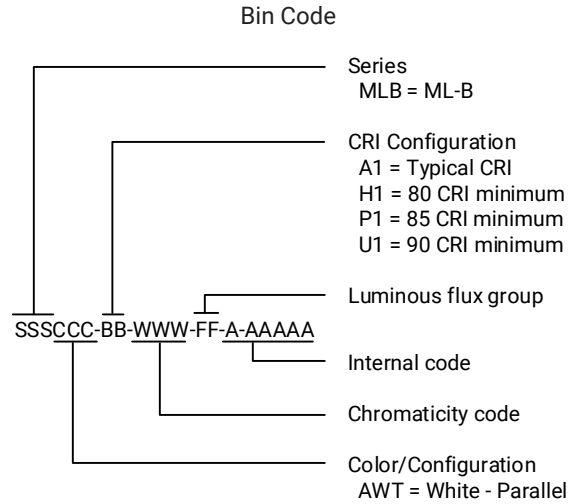 Bin Code
Series
MLB = ML-B
CRI Configuration
A1 = Typical CRI
H1 = 80 CRI minimum
P1 = 85 CRI minimum
U1 = 90 CRI minimum
Luminous flux group
SSSCCC-BB-WWW-FF-A-AAAAA
Internal code
Chromaticity code
Color/Configuration
AWT = White - Parallel